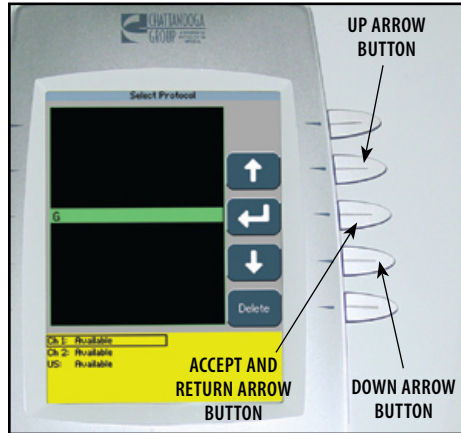 CHATTANOOGA
GROUP
UP ARROW
BUTTON
Select Protocol
G
Delete
Ch 1: Available
Ch 2: Available
US: Available
ACCEPT AND
RETURN ARROW
BUTTON
DOWN ARROW
BUTTON